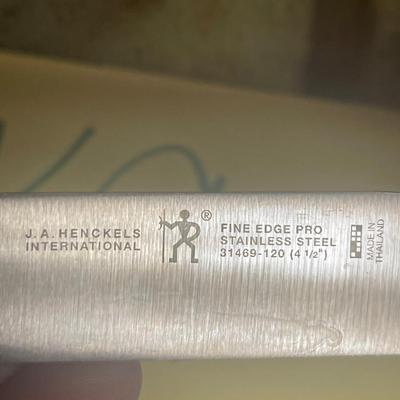 J.A. HENCKELS
INTERNATIONAL
®
FINE EDGE PRO
STAINLESS STEEL
31469-120 (4 1/2")
MADE IN
THAILAND